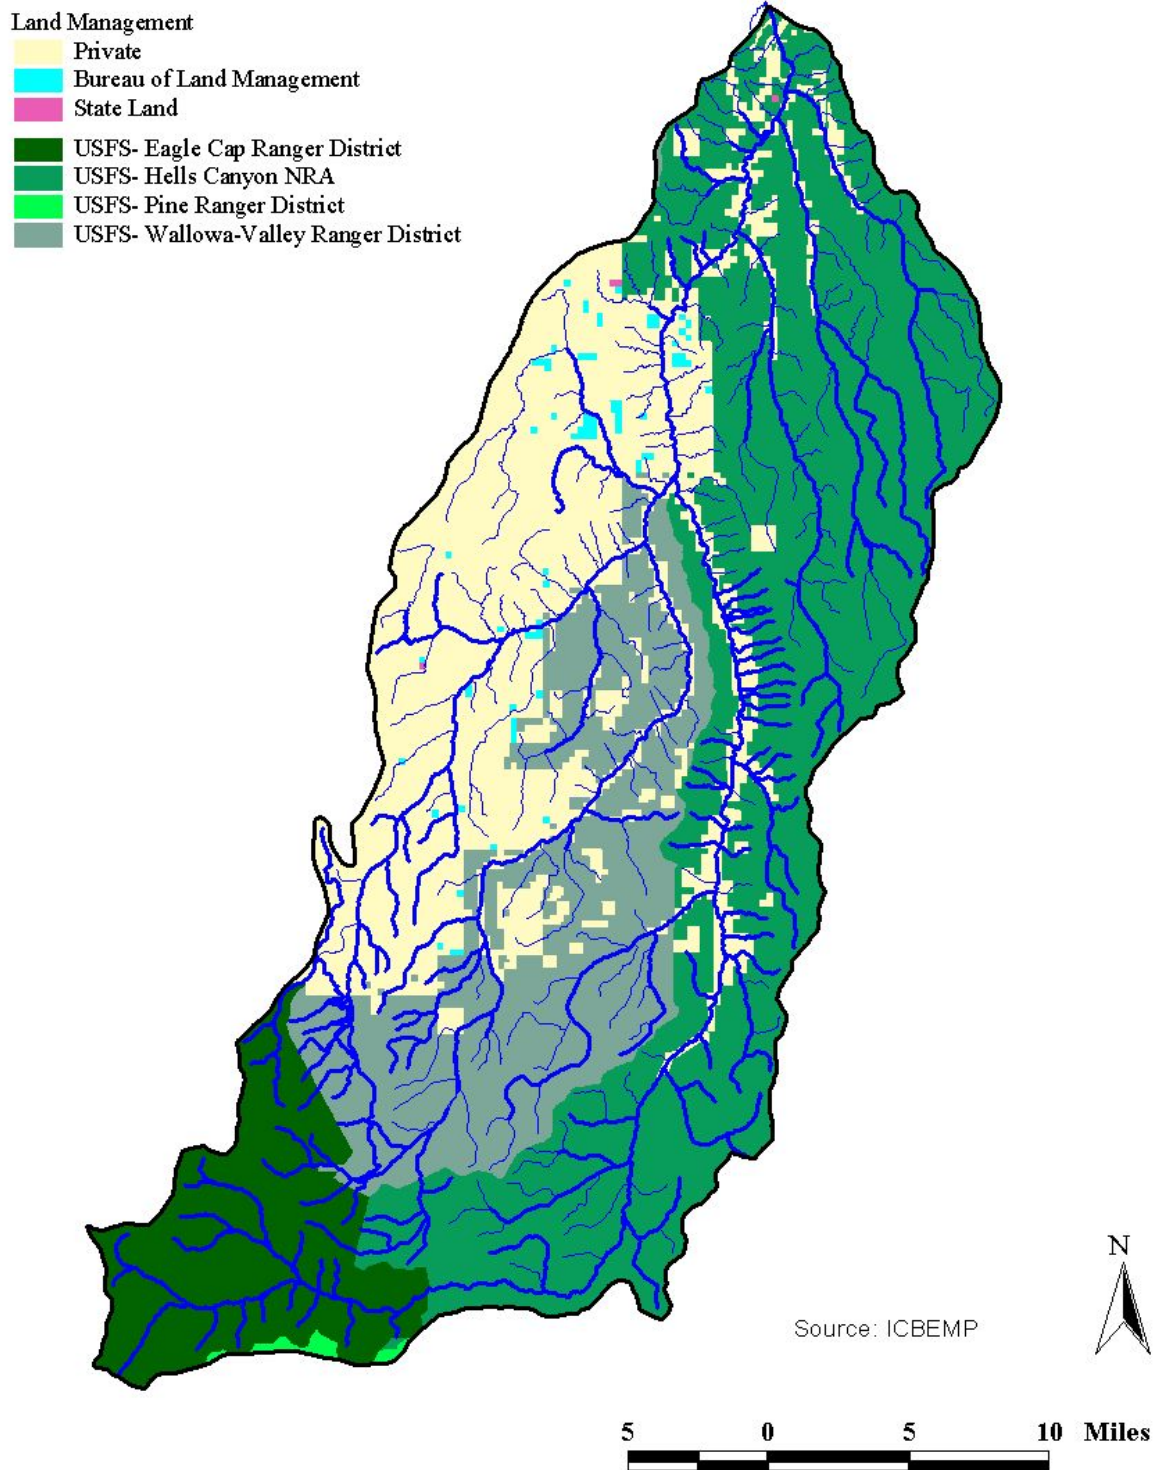 Land Management
Private
Bureau of Land Management
State Land
USFS- Eagle Cap Ranger District
USFS- Hells Canyon NRA
USFS- Pine Ranger District
USFS- Wallowa-Valley Ranger District
N
Source: ICBEMP
5 0 5 10 Miles